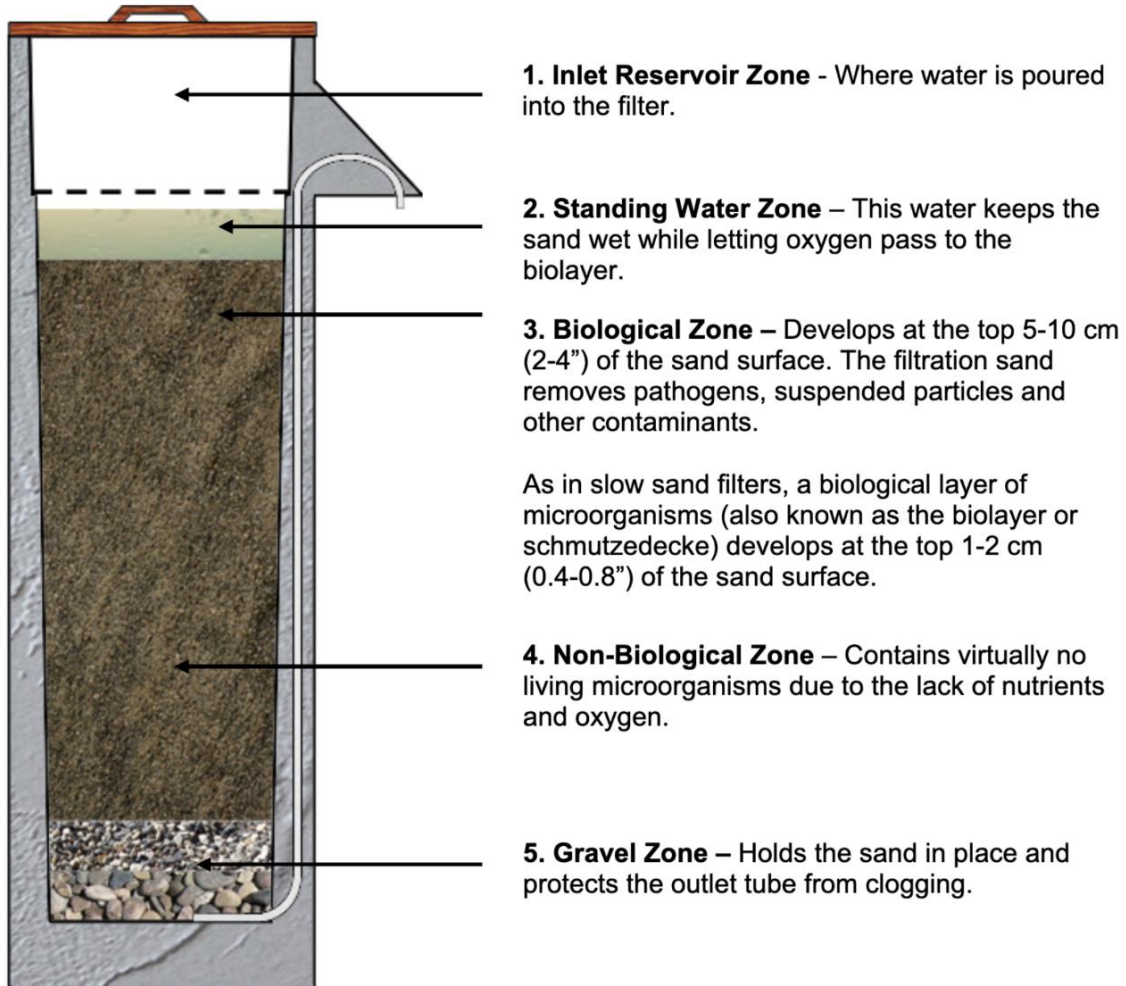 1. Inlet Reservoir Zone - Where water is poured
into the filter.
2. Standing Water Zone – This water keeps the
sand wet while letting oxygen pass to the
biolayer.
3. Biological Zone – Develops at the top 5-10 cm
(2-4”) of the sand surface. The filtration sand
removes pathogens, suspended particles and
other contaminants.
As in slow sand filters, a biological layer of
microorganisms (also known as the biolayer or
schmutzedecke) develops at the top 1-2 cm
(0.4-0.8”) of the sand surface.
4. Non-Biological Zone – Contains virtually no
living microorganisms due to the lack of nutrients
and oxygen.
5. Gravel Zone – Holds the sand in place and
protects the outlet tube from clogging.